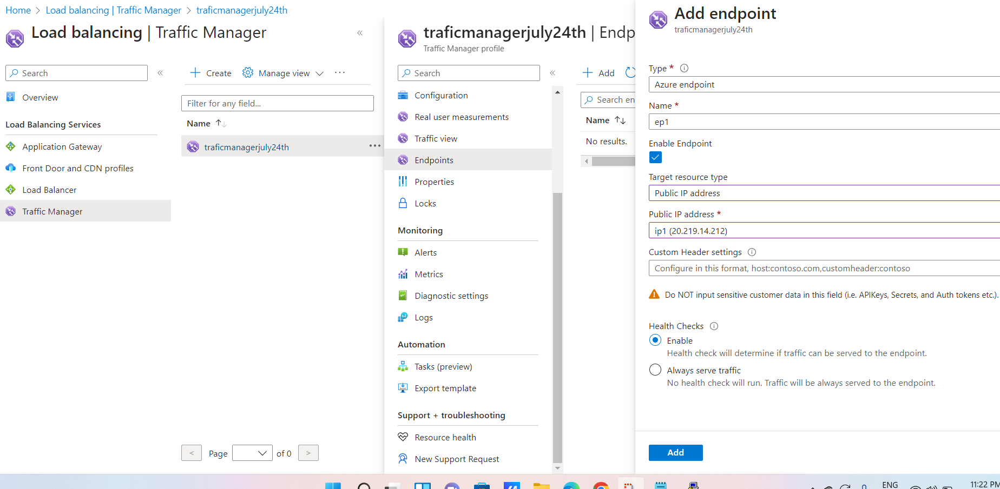 Home > Load balancing | Traffic Manager > traficmanagerjuly24th
Load balancing | Traffic Manager
«
Search
«
Overview
Load Balancing Services
Application Gateway
Front Door and CDN profiles
Load Balancer
Traffic Manager
+ Create
Manage view
...
Filter for any field...
Name ↑↓
traficmanagerjuly24th
...
< Page of 0 >
traficmanagerjuly24th | Endp
Traffic Manager profile
Search
«
Configuration
Real user measurements
Traffic view
Endpoints
Properties
Locks
Monitoring
Alerts
Metrics
Diagnostic settings
Logs
Automation
Tasks (preview)
Export template
Support + troubleshooting
Resource health
New Support Request
+ Add
Search en
Name ↑↓
No results.
Add endpoint
traficmanagerjuly24th
Type *
Azure endpoint
Name *
ep1
Enable Endpoint
Target resource type
Public IP address
Public IP address *
ip1 (20.219.14.212)
Custom Header settings
Configure in this format, host:contoso.com,customheader:contoso
Do NOT input sensitive customer data in this field (i.e. APIKeys, Secrets, and Auth tokens etc.).
Health Checks
Enable
Health check will determine if traffic can be served to the endpoint.
Always serve traffic
No health check will run. Traffic will be always served to the endpoint.
Add
ENG
11:22 PM